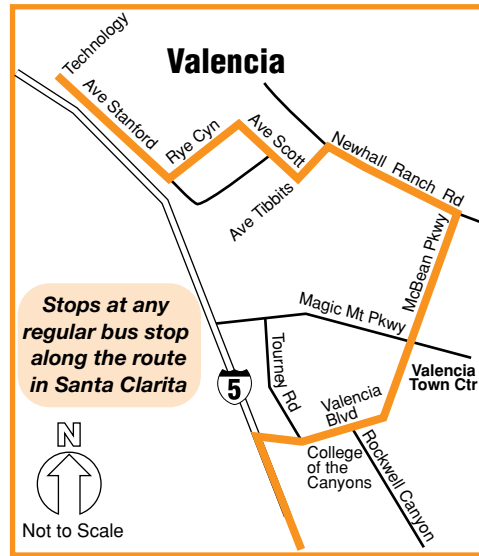 Technology
Valencia
Ave Stanford
Rye Cyn
Ave Scott
Ave Tibbits
Newhall Ranch Rd
McBean Pkwy
Magic Mt Pkwy
Stops at any
regular bus stop
along the route
in Santa Clarita
5
Tourney Rd
Valencia
Town Ctr
Valencia
Blvd
College
of the
Canyons
Rockwell Canyon
N
Not to Scale